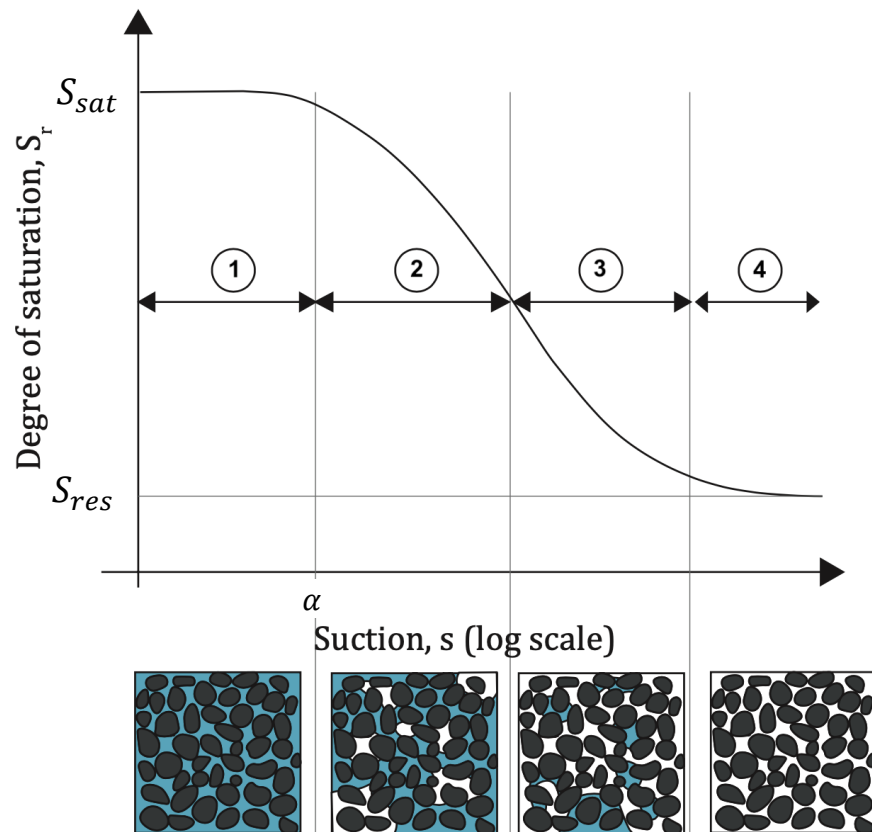 S_sat
Degree of saturation, S_r
1
2
3
4
S_res
α
Suction, s (log scale)